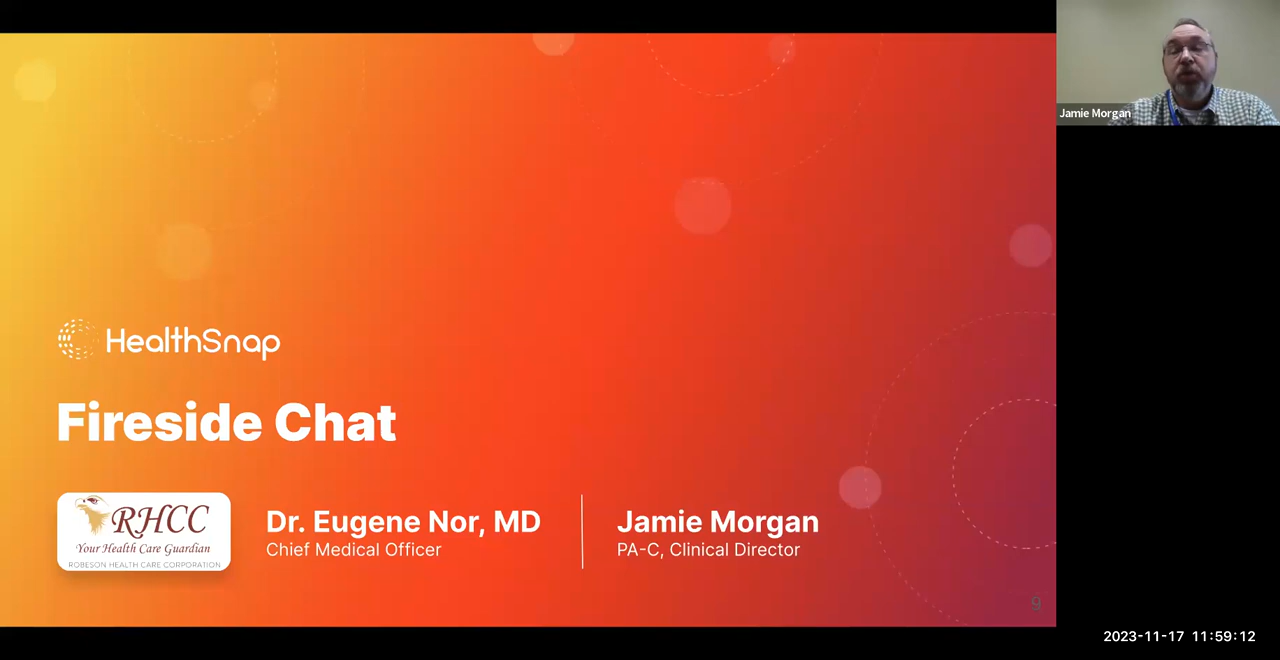 Jamie Morgan
HealthSnap
Fireside Chat
RHCC
Your Health Care Guardian
ROBESON HEALTH CARE CORPORATION
Dr. Eugene Nor, MD
Chief Medical Officer
Jamie Morgan
PA-C, Clinical Director
9
2023-11-17 11:59:12